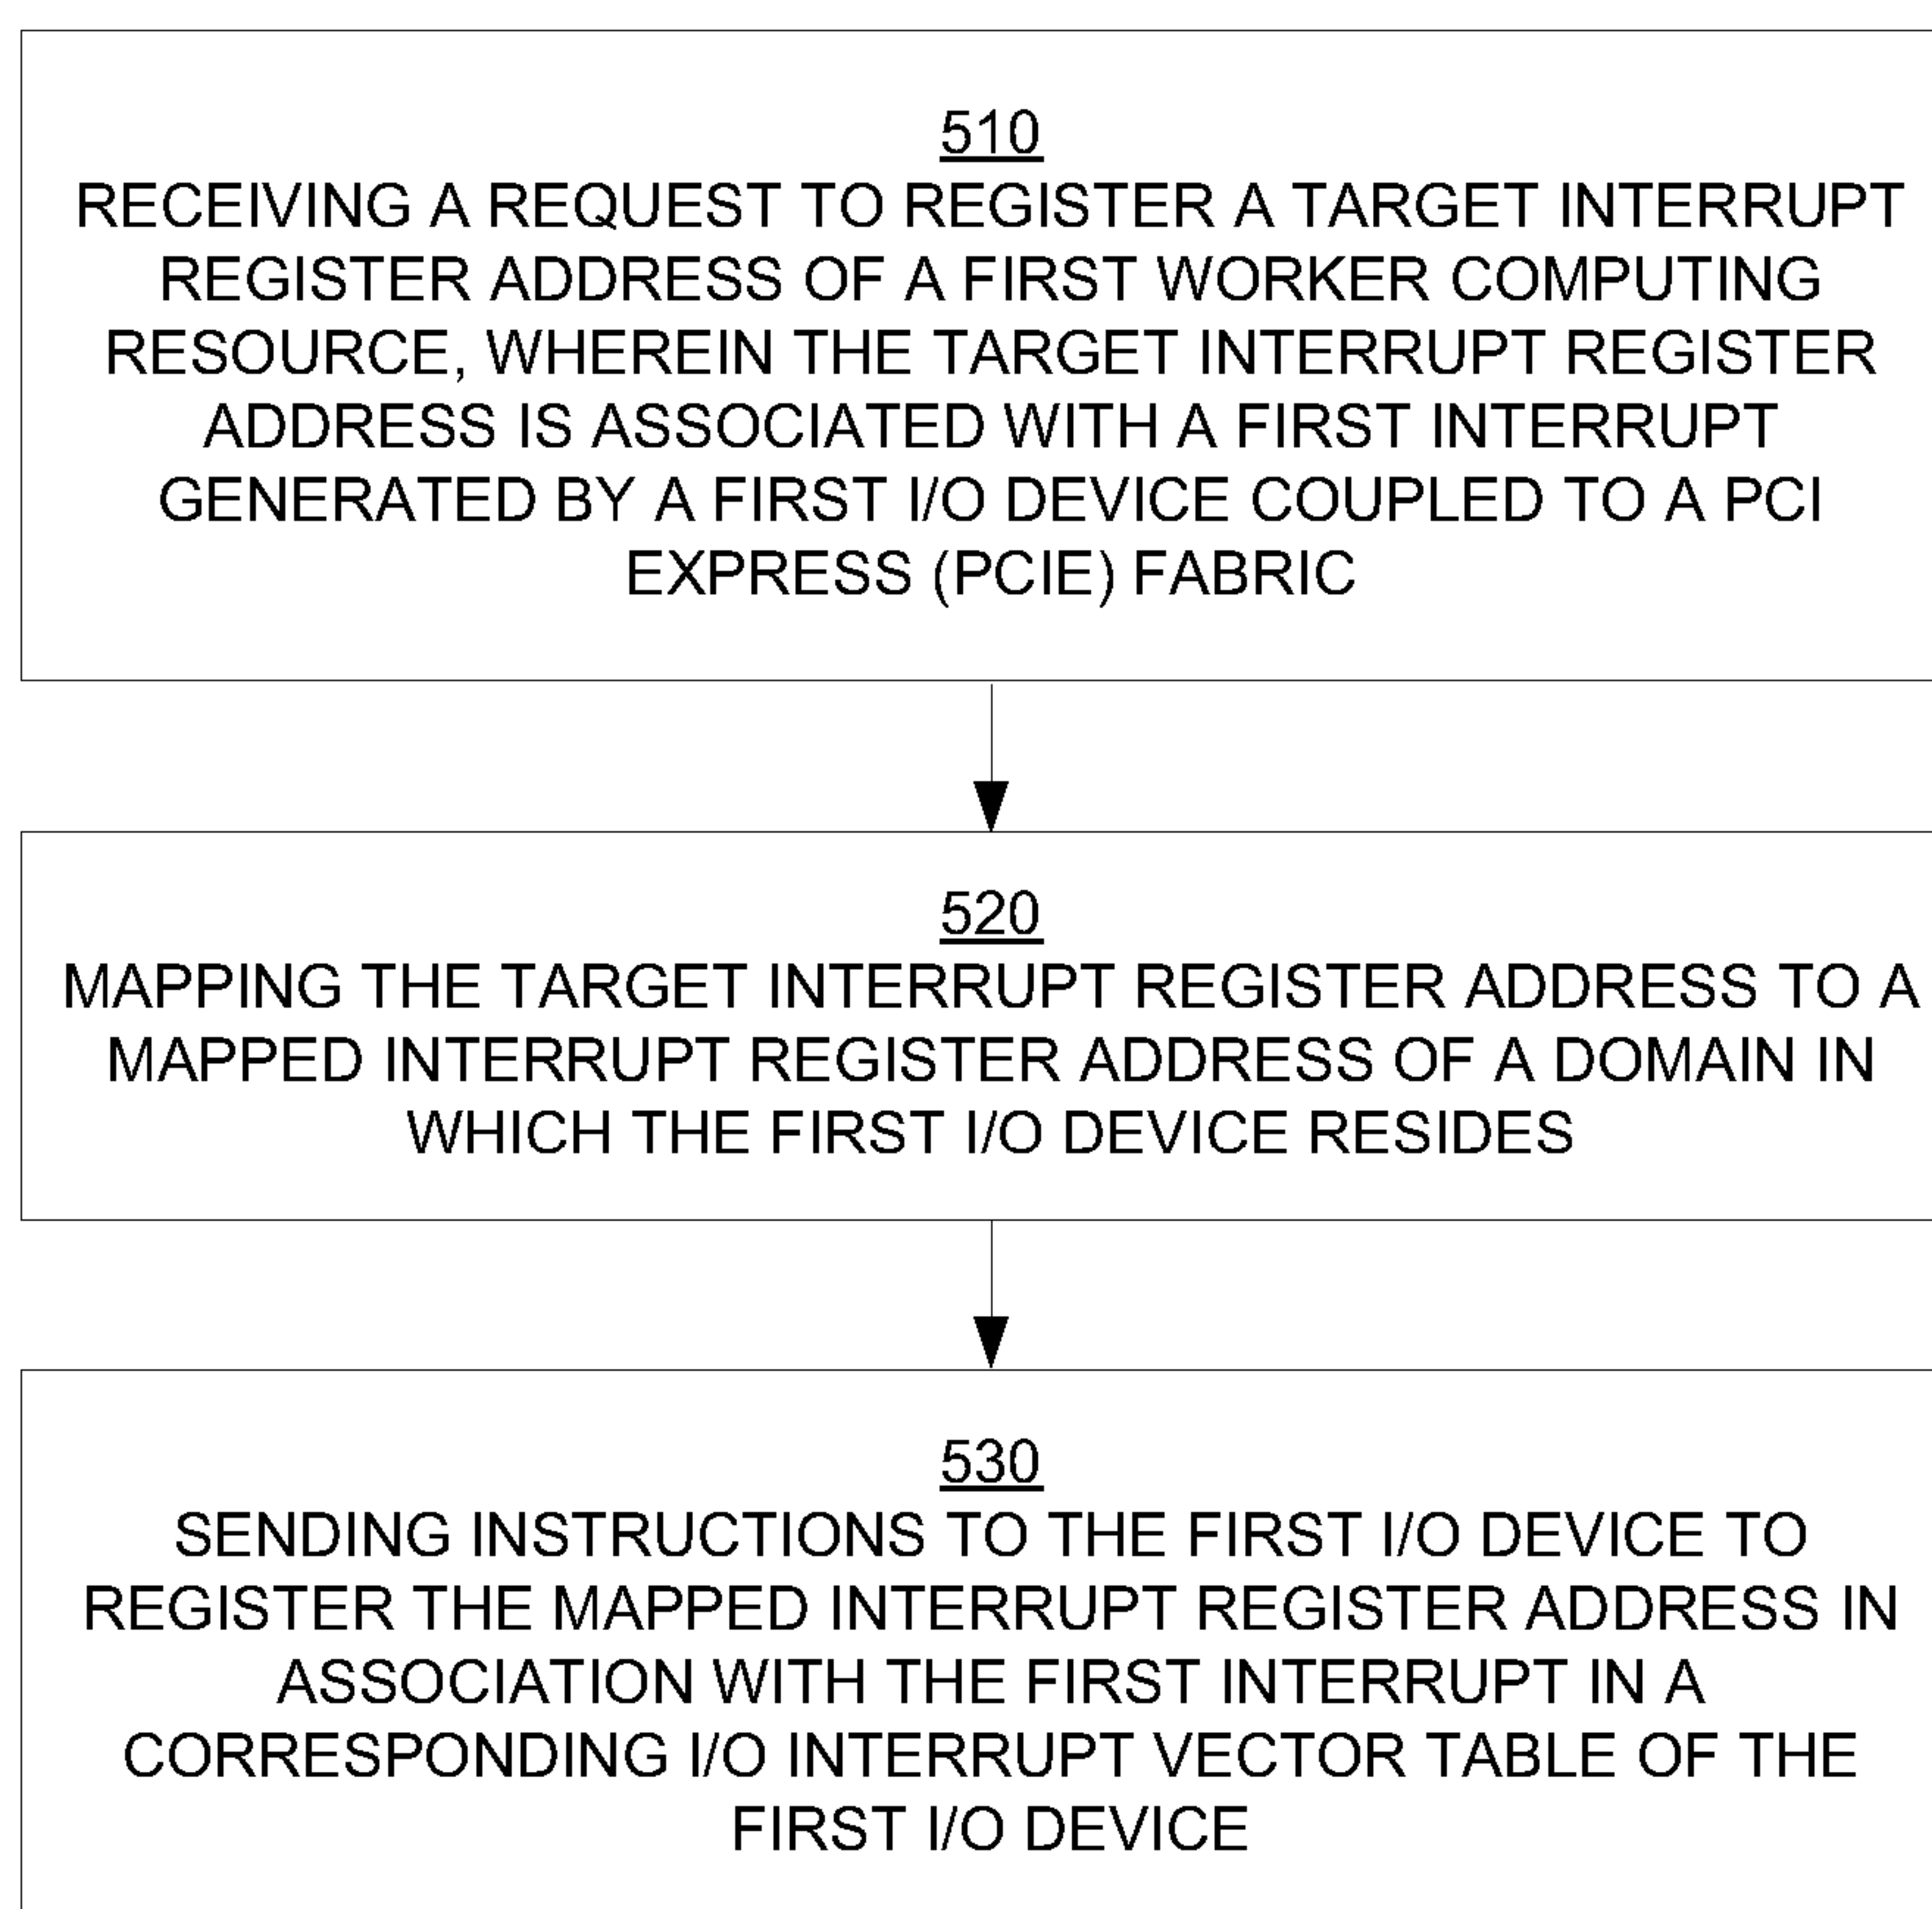 510
RECEIVING A REQUEST TO REGISTER A TARGET INTERRUPT
REGISTER ADDRESS OF A FIRST WORKER COMPUTING
RESOURCE, WHEREIN THE TARGET INTERRUPT REGISTER
ADDRESS IS ASSOCIATED WITH A FIRST INTERRUPT
GENERATED BY A FIRST I/O DEVICE COUPLED TO A PCI
EXPRESS (PCIE) FABRIC
520
MAPPING THE TARGET INTERRUPT REGISTER ADDRESS TO A
MAPPED INTERRUPT REGISTER ADDRESS OF A DOMAIN IN
WHICH THE FIRST I/O DEVICE RESIDES
530
SENDING INSTRUCTIONS TO THE FIRST I/O DEVICE TO
REGISTER THE MAPPED INTERRUPT REGISTER ADDRESS IN
ASSOCIATION WITH THE FIRST INTERRUPT IN A
CORRESPONDING I/O INTERRUPT VECTOR TABLE OF THE
FIRST I/O DEVICE